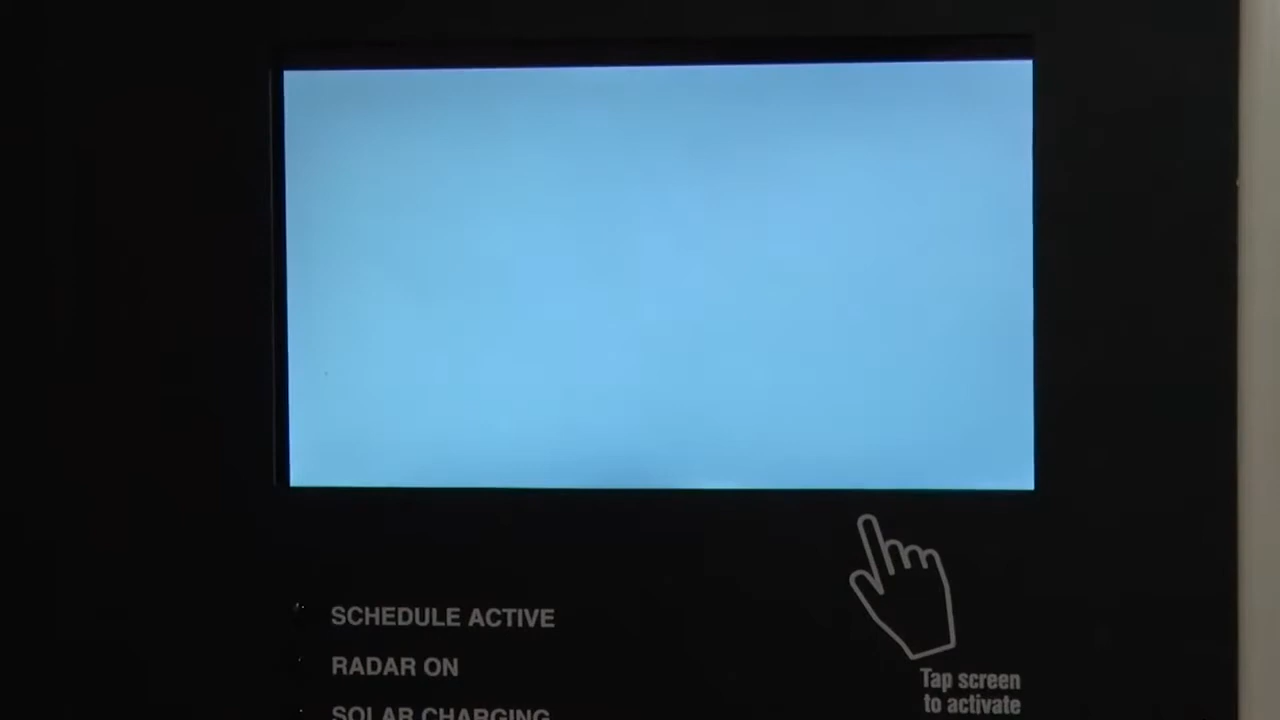 SCHEDULE ACTIVE
RADAR ON
SOLAR CHARGING
Tap screen
to activate